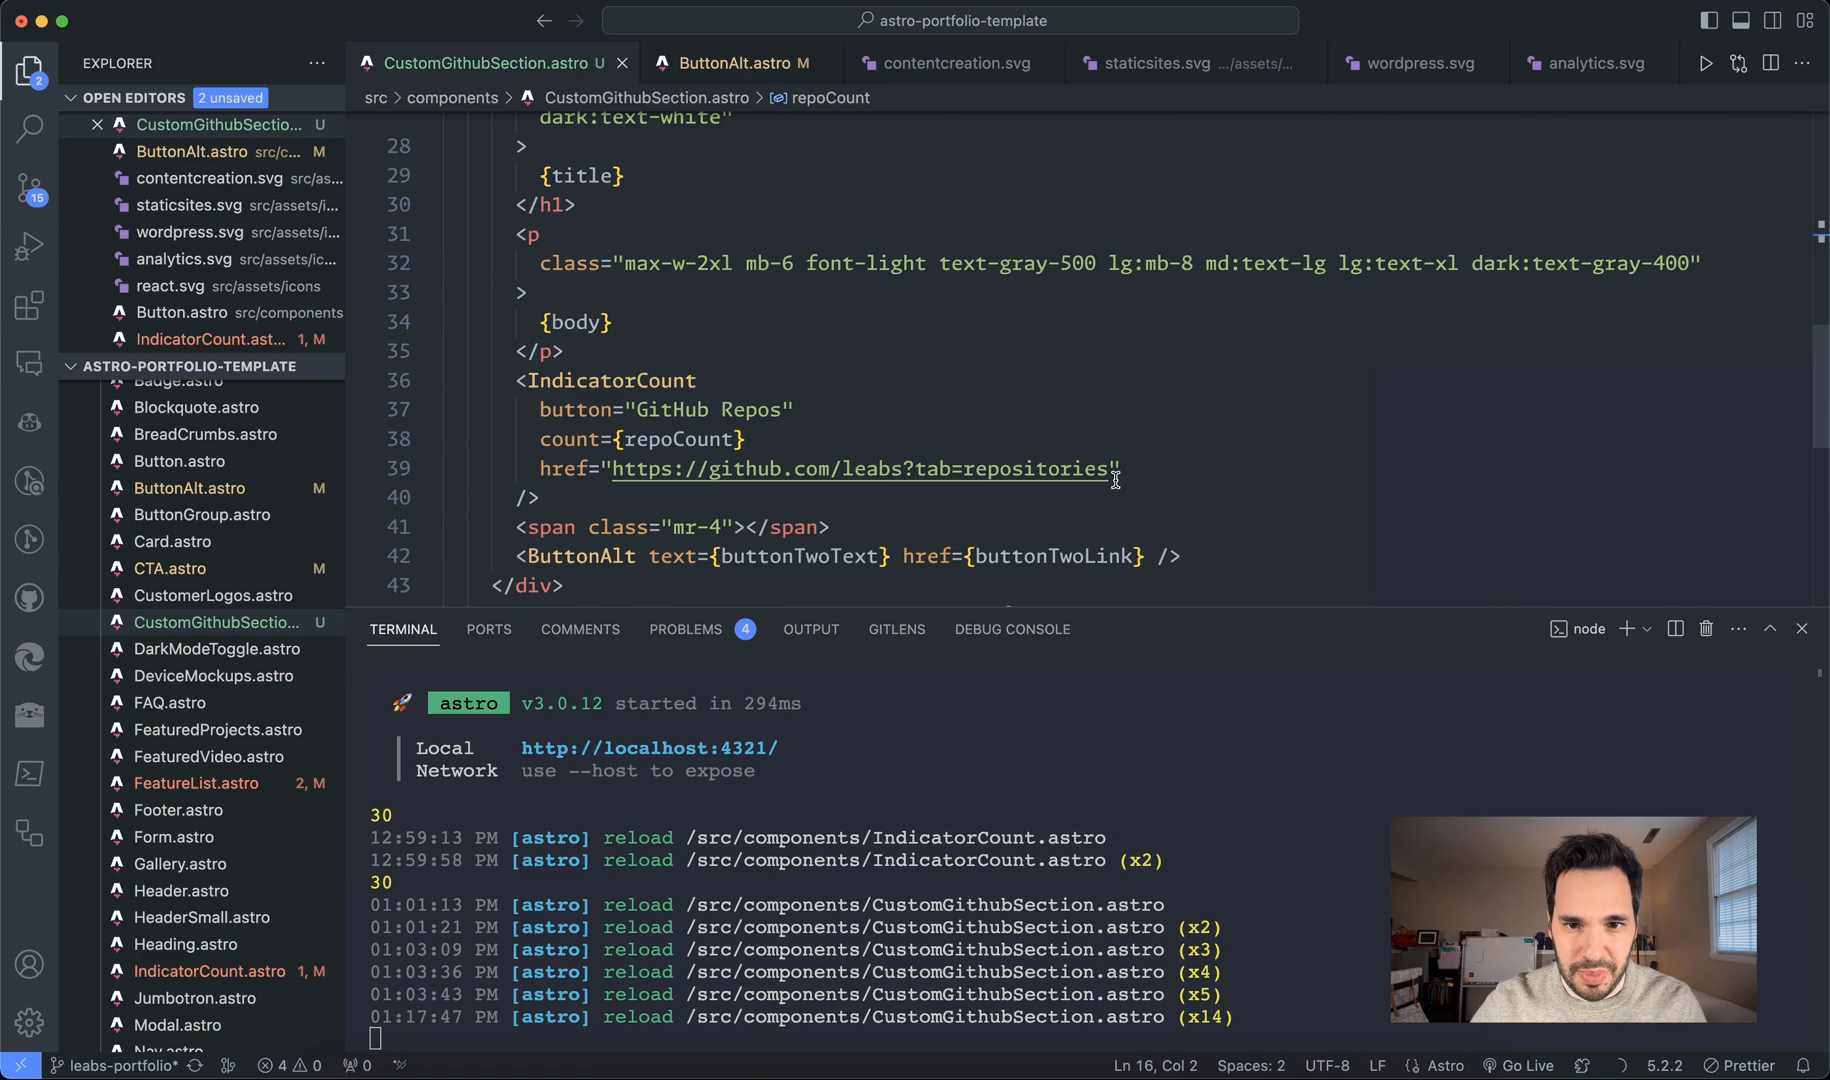 astro-portfolio-template
EXPLORER
2
OPEN EDITORS 2 unsaved
CustomGithubSectio... U
ButtonAlt.astro src/c... M
contentcreation.svg src/as...
staticsites.svg src/assets/i...
wordpress.svg src/assets/i...
analytics.svg src/assets/ic...
react.svg src/assets/icons
Button.astro src/components
IndicatorCount.ast... 1, M
15
ASTRO-PORTFOLIO-TEMPLATE
Badge.astro
Blockquote.astro
BreadCrumbs.astro
Button.astro
ButtonAlt.astro M
ButtonGroup.astro
Card.astro
CTA.astro M
CustomerLogos.astro
CustomGithubSectio... U
DarkModeToggle.astro
DeviceMockups.astro
FAQ.astro
FeaturedProjects.astro
FeaturedVideo.astro
FeatureList.astro 2, M
Footer.astro
Form.astro
Gallery.astro
Header.astro
HeaderSmall.astro
Heading.astro
IndicatorCount.astro 1, M
Jumbotron.astro
Modal.astro
Nav.astro
CustomGithubSection.astro U
ButtonAlt.astro M
contentcreation.svg
staticsites.svg .../assets/...
wordpress.svg
analytics.svg
src > components > CustomGithubSection.astro > repoCount
dark:text-white"
28 >
29 {title}
30 </h1>
31 <p
32 class="max-w-2xl mb-6 font-light text-gray-500 lg:mb-8 md:text-lg lg:text-xl dark:text-gray-400"
33 >
34 {body}
35 </p>
36 <IndicatorCount
37 button="GitHub Repos"
38 count={repoCount}
39 href="https://github.com/leabs?tab=repositories"
40 />
41 <span class="mr-4"></span>
42 <ButtonAlt text={buttonTwoText} href={buttonTwoLink} />
43 </div>
TERMINAL PORTS COMMENTS PROBLEMS 4 OUTPUT GITLENS DEBUG CONSOLE
node
astro v3.0.12 started in 294ms
Local http://localhost:4321/
Network use --host to expose
30
12:59:13 PM [astro] reload /src/components/IndicatorCount.astro
12:59:58 PM [astro] reload /src/components/IndicatorCount.astro (x2)
30
01:01:13 PM [astro] reload /src/components/CustomGithubSection.astro
01:01:21 PM [astro] reload /src/components/CustomGithubSection.astro (x2)
01:03:09 PM [astro] reload /src/components/CustomGithubSection.astro (x3)
01:03:36 PM [astro] reload /src/components/CustomGithubSection.astro (x4)
01:03:43 PM [astro] reload /src/components/CustomGithubSection.astro (x5)
01:17:47 PM [astro] reload /src/components/CustomGithubSection.astro (x14)
leabs-portfolio* 4 0 0 Ln 16, Col 2 Spaces: 2 UTF-8 LF Astro Go Live 5.2.2 Prettier